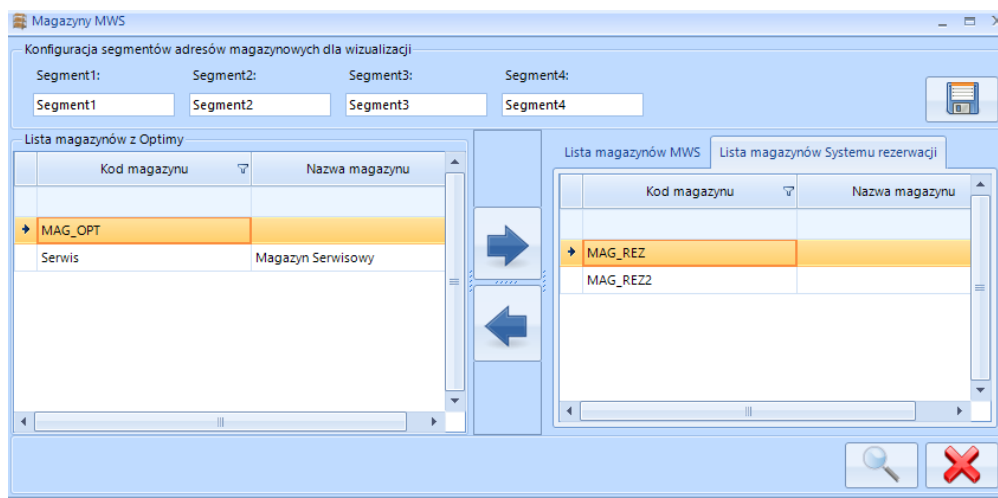 Magazyny MWS
Konfiguracja segmentów adresów magazynowych dla wizualizacji
Segment1: Segment2: Segment3: Segment4:
Segment1 Segment2 Segment3 Segment4
Lista magazynów z Optimy
Kod magazynu Nazwa magazynu
MAG_OPT
Serwis Magazyn Serwisowy
Lista magazynów MWS Lista magazynów Systemu rezerwacji
Kod magazynu Nazwa magazynu
MAG_REZ
MAG_REZ2